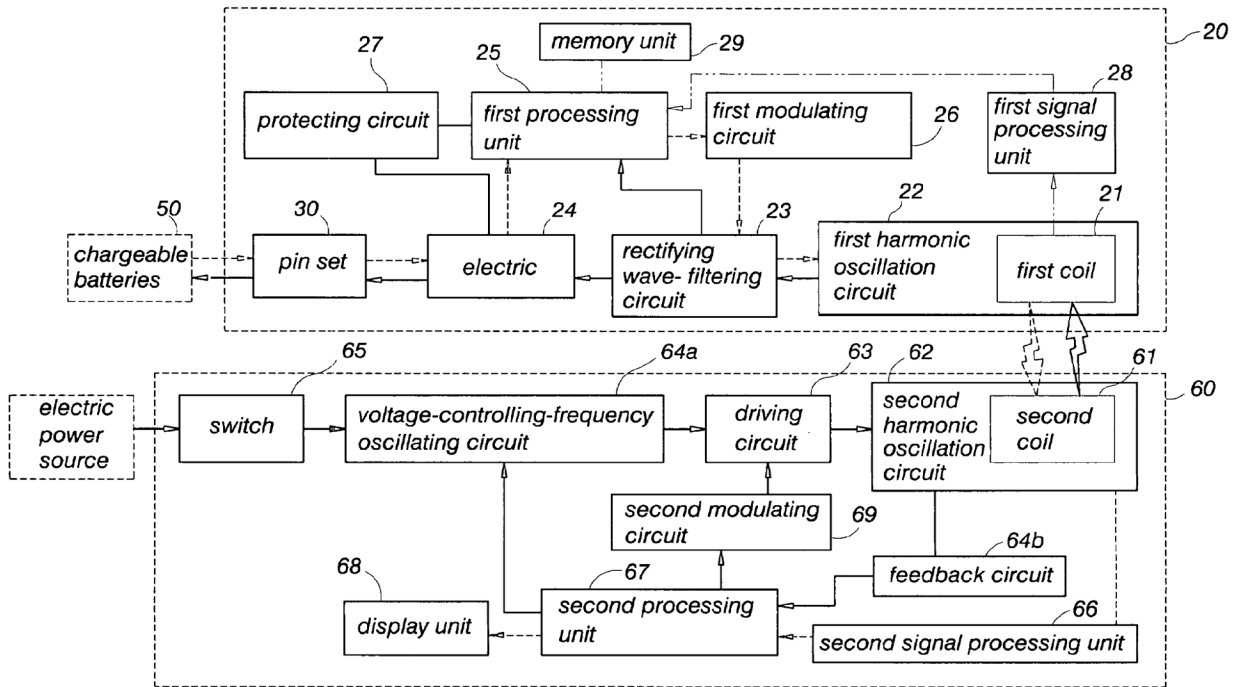 20
27
25
memory unit
29
28
protecting circuit
first processing
unit
first modulating
circuit
26
first signal
processing
unit
50
30
24
23
22
21
chargeable
batteries
pin set
electric
rectifying
wave- filtering
circuit
first harmonic
oscillation
circuit
first coil
65
64a
63
62
61
60
electric
power
source
switch
voltage-controlling-frequency
oscillating circuit
driving
circuit
second
harmonic
oscillation
circuit
second
coil
second modulating
circuit
69
64b
feedback circuit
68
67
66
display unit
second processing
unit
second signal processing unit